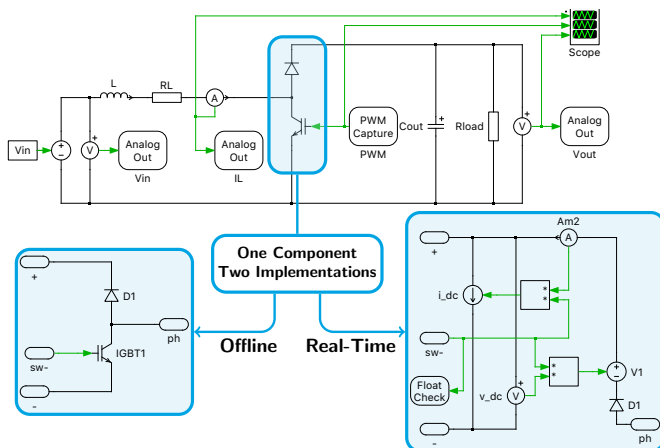 Scope
L
RL
A
Vin
+
-
+
V
Analog
Out
Vin
Analog
Out
IL
PWM
Capture
PWM
Cout
+
Rload
+
V
Analog
Out
Vout
One Component
Two Implementations
Offline
Real-Time
+
D1
ph
sw-
IGBT1
-
Am2
+
A
i_dc
*
*
sw-
Float
Check
v_dc
+
V
*
*
+
-
V1
D1
-
ph